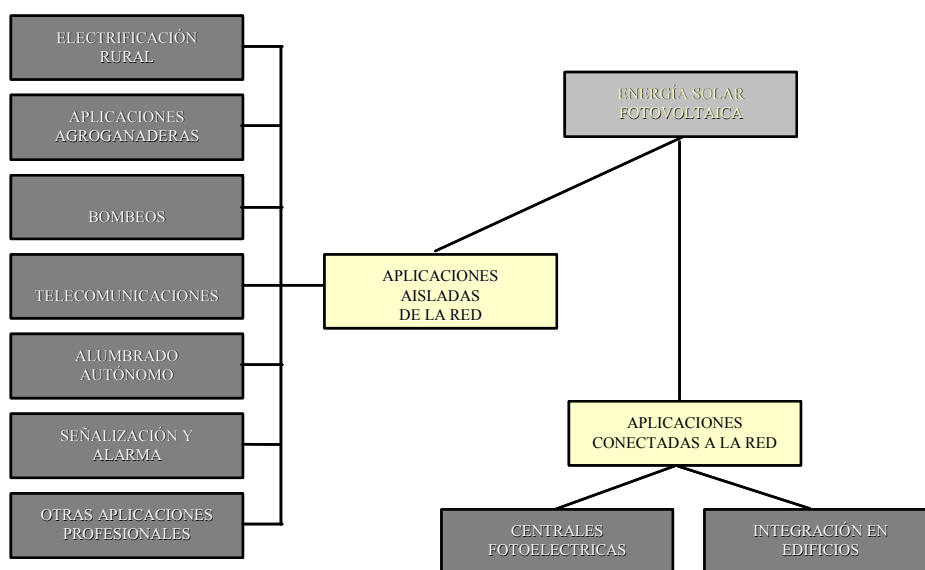 ELECTRIFICACIÓN
RURAL
APLICACIONES
AGROGANADERAS
BOMBEOS
TELECOMUNICACIONES
ALUMBRADO
AUTÓNOMO
SEÑALIZACIÓN Y
ALARMA
OTRAS APLICACIONES
PROFESIONALES
ENERGÍA SOLAR
FOTOVOLTAICA
APLICACIONES
AISLADAS
DE LA RED
APLICACIONES
CONECTADAS A LA RED
CENTRALES
FOTOELECTRICAS
INTEGRACIÓN EN
EDIFICIOS